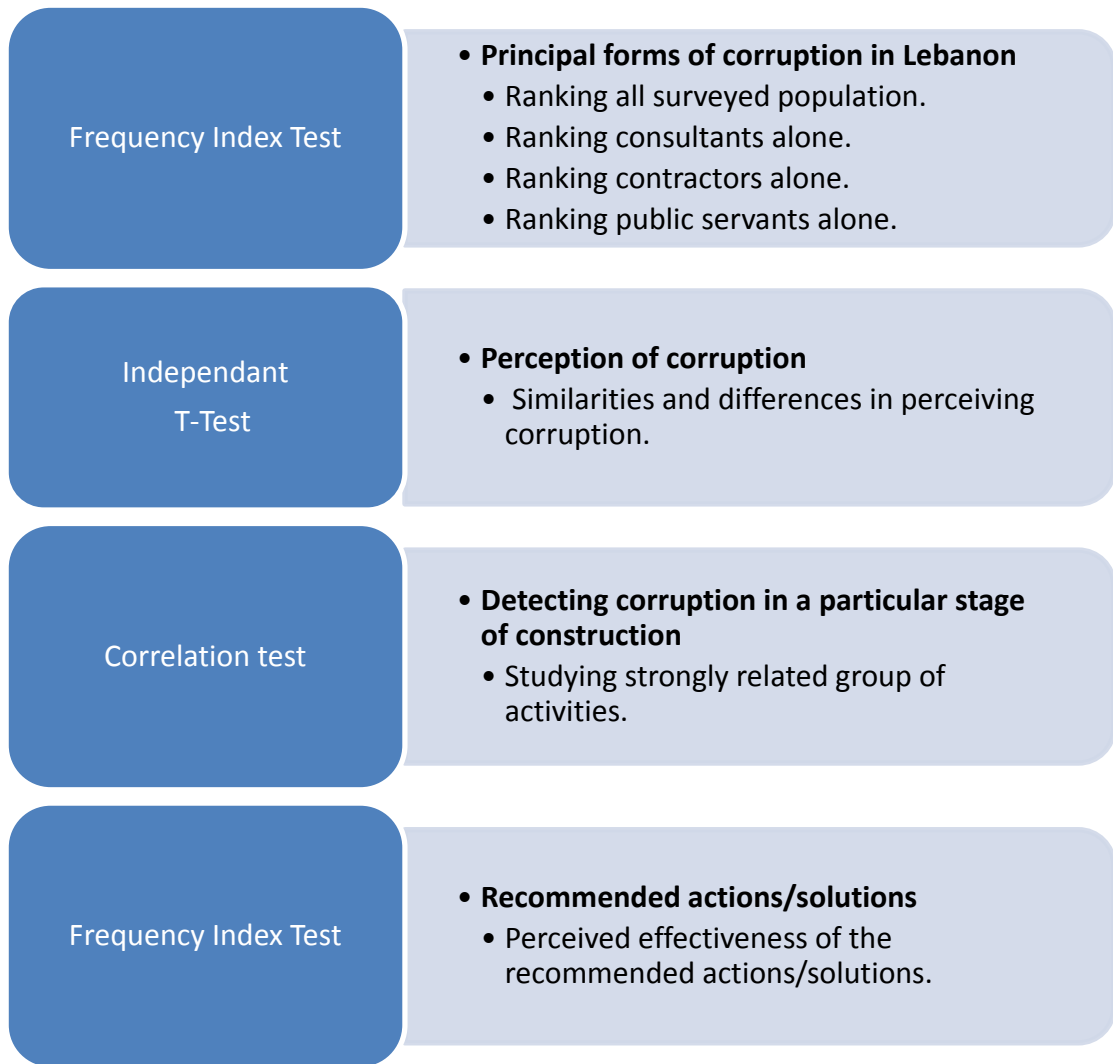 Frequency Index Test
• Principal forms of corruption in Lebanon
• Ranking all surveyed population.
• Ranking consultants alone.
• Ranking contractors alone.
• Ranking public servants alone.
Independant
T-Test
• Perception of corruption
• Similarities and differences in perceiving
corruption.
Correlation test
• Detecting corruption in a particular stage
of construction
• Studying strongly related group of
activities.
Frequency Index Test
• Recommended actions/solutions
• Perceived effectiveness of the
recommended actions/solutions.